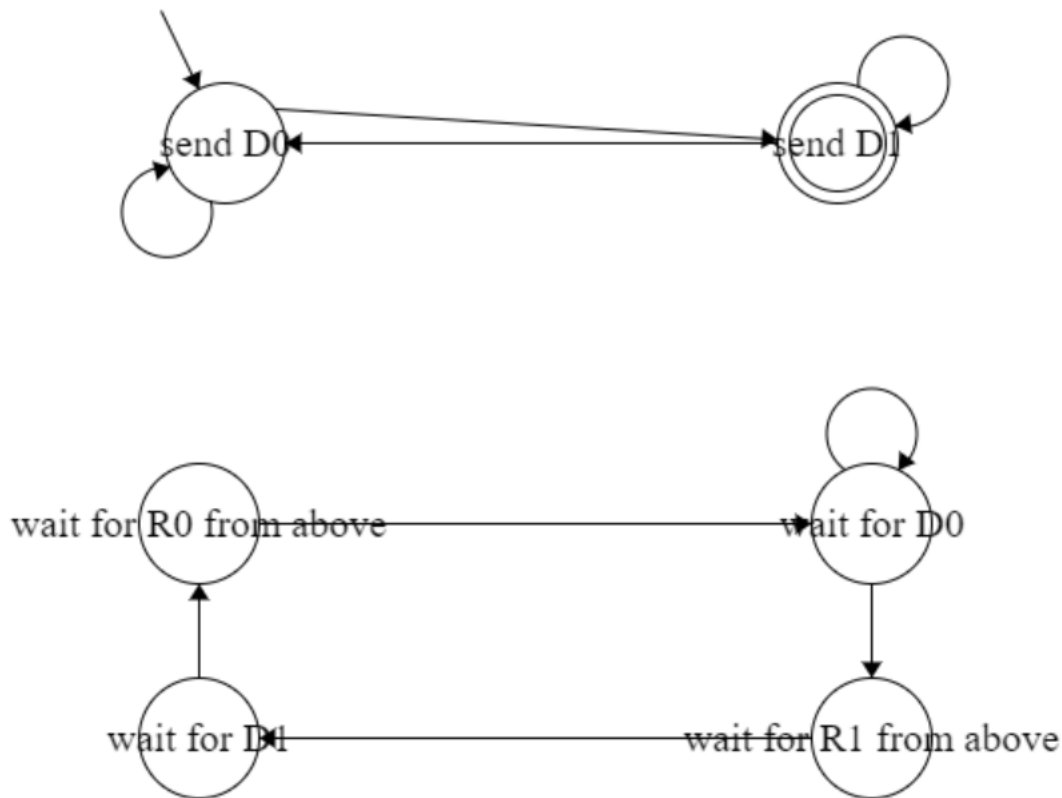 send D0
send D1
wait for R0 from above
wait for D0
wait for D1
wait for R1 from above